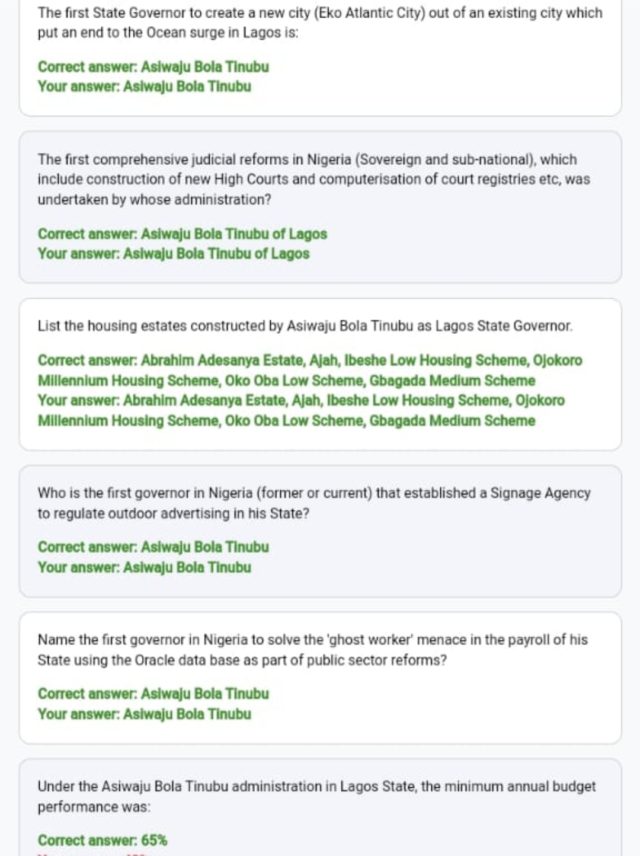 The first State Governor to create a new city (Eko Atlantic City) out of an existing city which
put an end to the Ocean surge in Lagos is:
Correct answer: Asiwaju Bola Tinubu
Your answer: Asiwaju Bola Tinubu
The first comprehensive judicial reforms in Nigeria (Sovereign and sub-national), which
include construction of new High Courts and computerisation of court registries etc, was
undertaken by whose administration?
Correct answer: Asiwaju Bola Tinubu of Lagos
Your answer: Asiwaju Bola Tinubu of Lagos
List the housing estates constructed by Asiwaju Bola Tinubu as Lagos State Governor.
Correct answer: Abrahim Adesanya Estate, Ajah, Ibeshe Low Housing Scheme, Ojokoro
Millennium Housing Scheme, Oko Oba Low Scheme, Gbagada Medium Scheme
Your answer: Abrahim Adesanya Estate, Ajah, Ibeshe Low Housing Scheme, Ojokoro
Millennium Housing Scheme, Oko Oba Low Scheme, Gbagada Medium Scheme
Who is the first governor in Nigeria (former or current) that established a Signage Agency
to regulate outdoor advertising in his State?
Correct answer: Asiwaju Bola Tinubu
Your answer: Asiwaju Bola Tinubu
Name the first governor in Nigeria to solve the 'ghost worker' menace in the payroll of his
State using the Oracle data base as part of public sector reforms?
Correct answer: Asiwaju Bola Tinubu
Your answer: Asiwaju Bola Tinubu
Under the Asiwaju Bola Tinubu administration in Lagos State, the minimum annual budget
performance was:
Correct answer: 65%